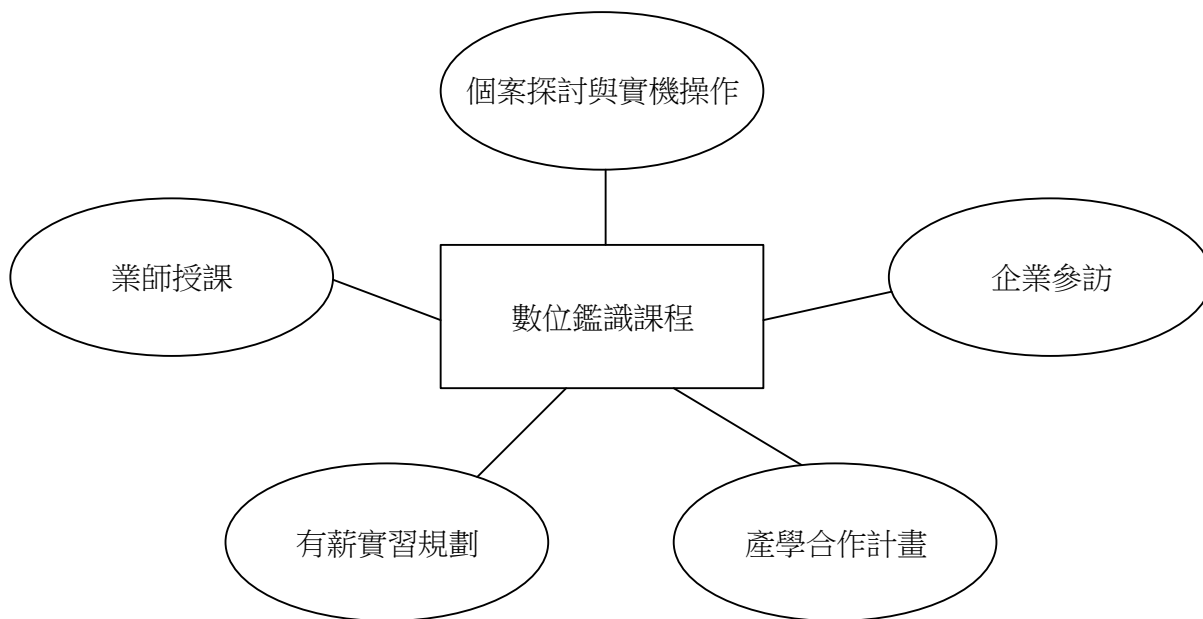 個案探討與實機操作
業師授課
企業參訪
數位鑑識課程
有薪實習規劃
產學合作計畫